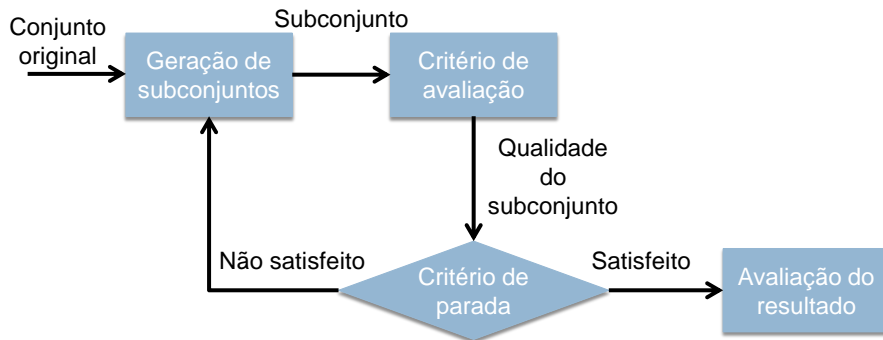 Conjunto
original
Geração de
subconjuntos
Subconjunto
Critério de
avaliação
Qualidade
do
subconjunto
Não satisfeito
Critério de
parada
Satisfeito
Avaliação do
resultado